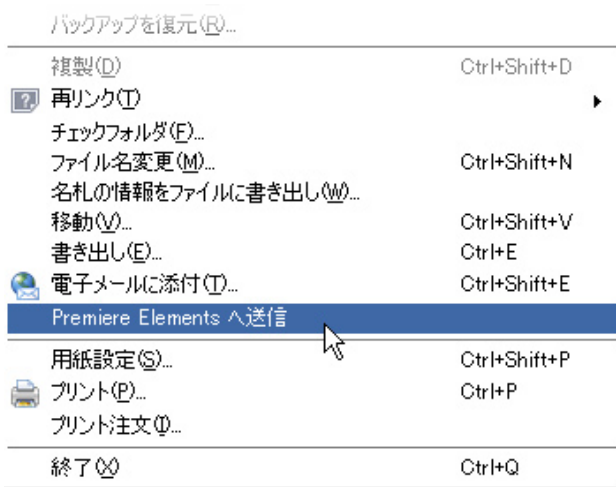 バックアップを復元(R)...
複製(D) Ctrl+Shift+D
再リンク(T)
チェックフォルダ(F)...
ファイル名変更(M)... Ctrl+Shift+N
名札の情報をファイルに書き出し(W)...
移動(V)... Ctrl+Shift+V
書き出し(E)... Ctrl+E
電子メールに添付(T)... Ctrl+Shift+E
Premiere Elements へ送信
用紙設定(S)... Ctrl+Shift+P
プリント(P)... Ctrl+P
プリント注文(I)...
終了(X) Ctrl+Q